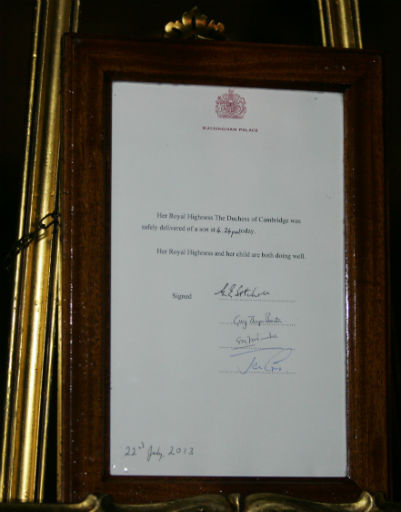 BUCKINGHAM PALACE
Her Royal Highness The Duchess of Cambridge was
safely delivered of a son at 4.24pm today.
Her Royal Highness and her child are both doing well.
Signed
22nd July, 2013